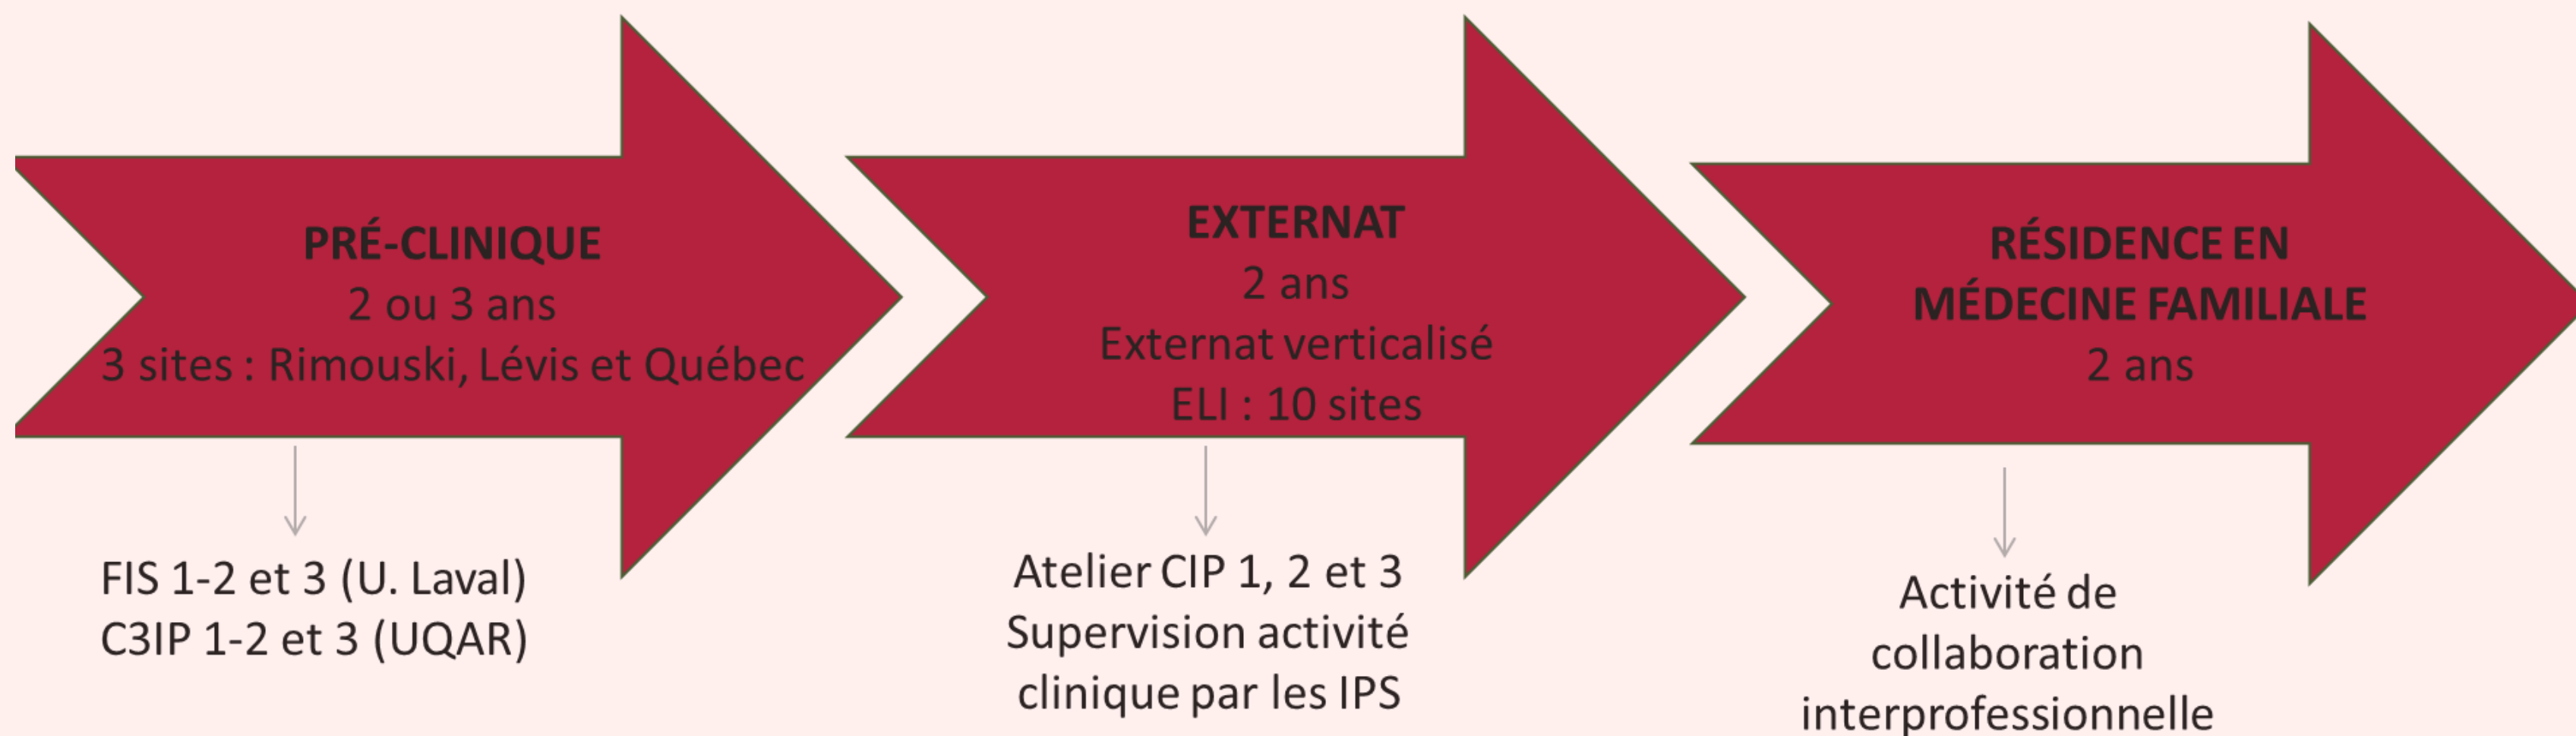 PRÉ-CLINIQUE
2 ou 3 ans
3 sites : Rimouski, Lévis et Québec
EXTERNAT
2 ans
Externat verticalisé
ELI : 10 sites
RÉSIDENCE EN
MÉDECINE FAMILIALE
2 ans
FIS 1-2 et 3 (U. Laval)
C3IP 1-2 et 3 (UQAR)
Atelier CIP 1, 2 et 3
Supervision activité
clinique par les IPS
Activité de
collaboration
interprofessionnelle